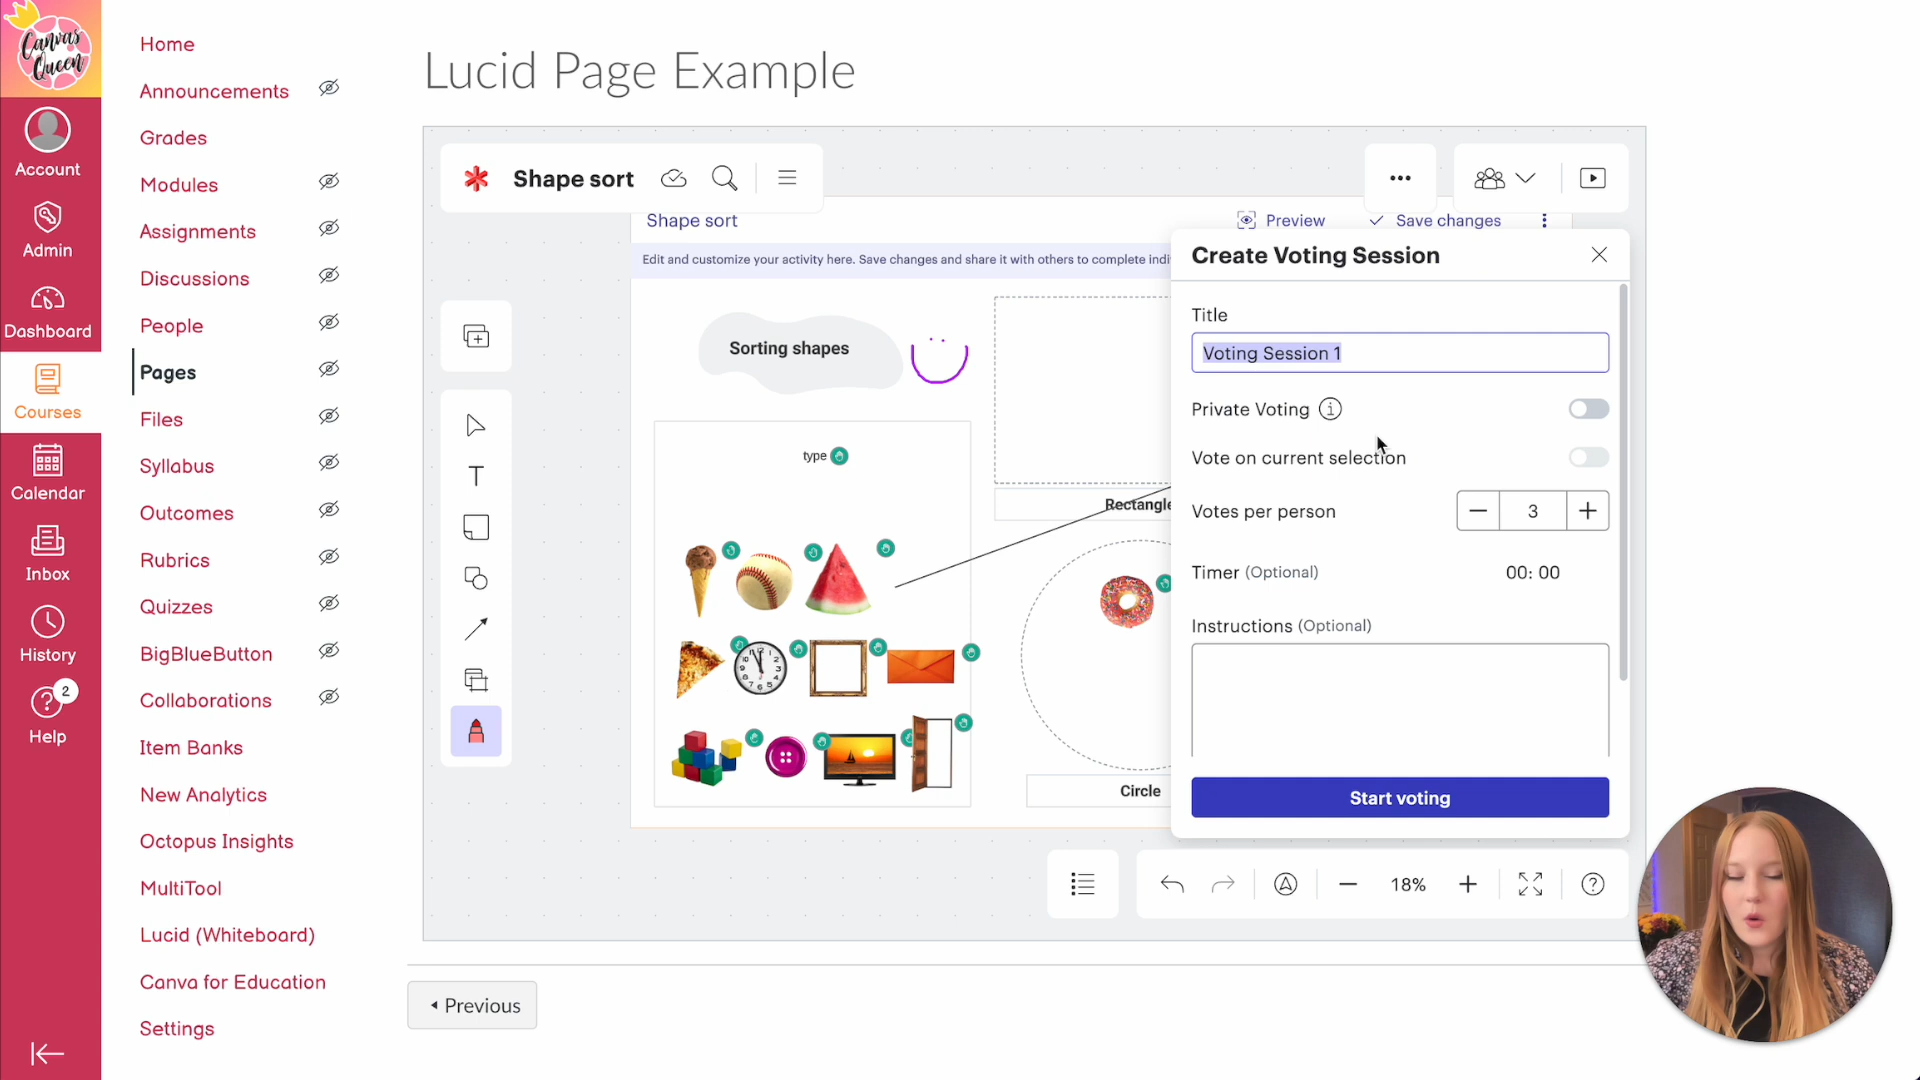 Canvas
Queen
Account
Admin
Dashboard
Courses
Calendar
Inbox
History
2
Help
Home
Announcements
Grades
Modules
Assignments
Discussions
People
Pages
Files
Syllabus
Outcomes
Rubrics
Quizzes
BigBlueButton
Collaborations
Item Banks
New Analytics
Octopus Insights
MultiTool
Lucid (Whiteboard)
Canva for Education
Settings
Lucid Page Example
Shape sort
Shape sort
Preview
Save changes
Edit and customize your activity here. Save changes and share it with others to complete indi
Sorting shapes
type
Rectangle
Circle
Create Voting Session
Title
Voting Session 1
Private Voting
Vote on current selection
Votes per person
3
Timer (Optional)
00: 00
Instructions (Optional)
Start voting
18%
Previous